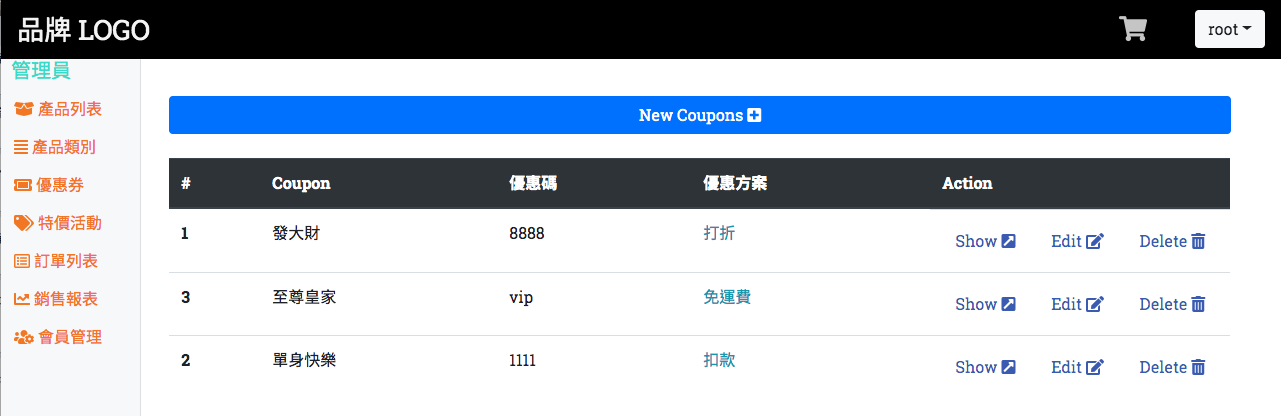 品牌 LOGO
root
管理員
產品列表
產品類別
優惠券
特價活動
訂單列表
銷售報表
會員管理
New Coupons
# Coupon 優惠碼 優惠方案 Action
1 發大財 8888 打折 Show Edit Delete
3 至尊皇家 vip 免運費 Show Edit Delete
2 單身快樂 1111 扣款 Show Edit Delete